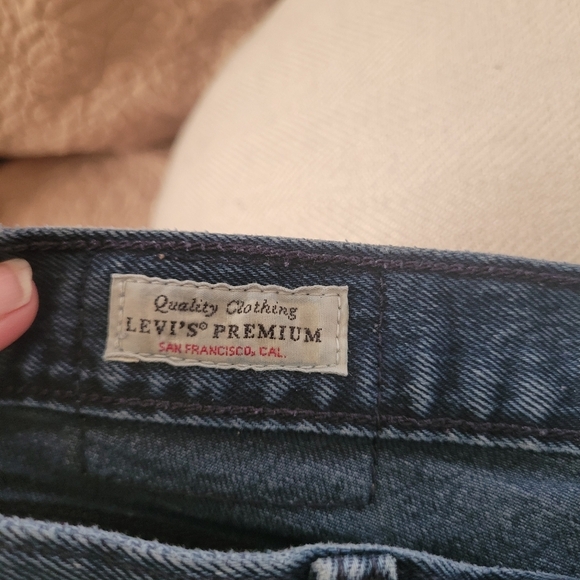 Quality Clothing
LEVI'S® PREMIUM
SAN FRANCISCO, CAL.